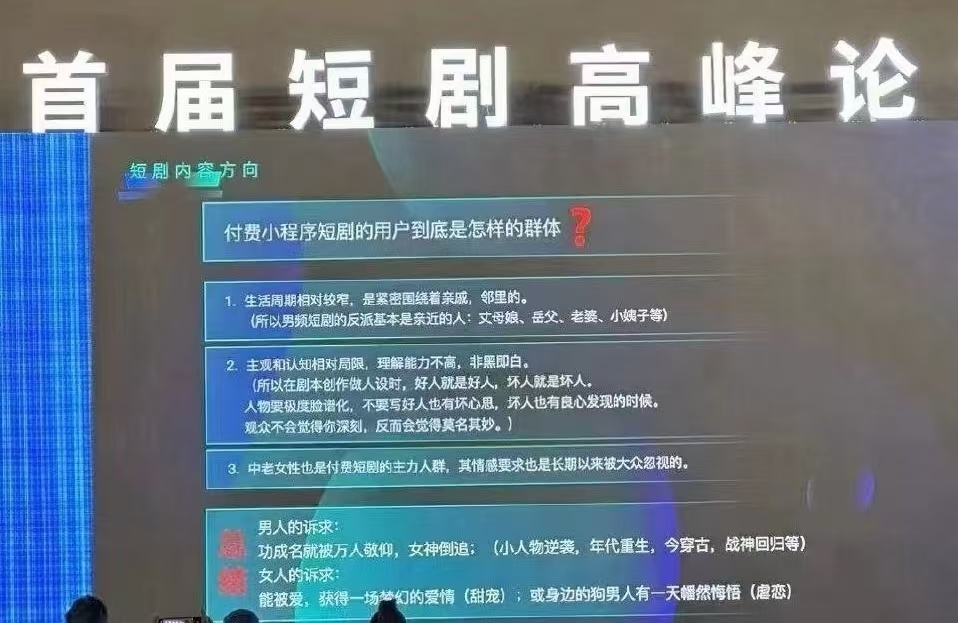 首届短剧高峰论
短剧内容方向
付费小程序短剧的用户到底是怎样的群体?
1. 生活周期相对较窄，是紧密围绕着亲戚，邻里的。
（所以男频短剧的反派基本是亲近的人：丈母娘、岳父、老婆、小姨子等）
2. 主观和认知相对局限，理解能力不高，非黑即白。
（所以在剧本创作做人设时，好人就是好人，坏人就是坏人。
人物要极度脸谱化，不要写好人也有坏心思，坏人也有良心发现的时候。
观众不会觉得你深刻，反而会觉得莫名其妙。）
3. 中老女性也是付费短剧的主力人群，其情感要求也是长期以来被大众忽视的。
总结
男人的诉求：
功成名就被万人敬仰，女神倒追；（小人物逆袭，年代重生，今穿古，战神回归等）
女人的诉求：
能被爱，获得一场梦幻的爱情（甜宠）；或身边的狗男人有一天幡然悔悟（虐恋）